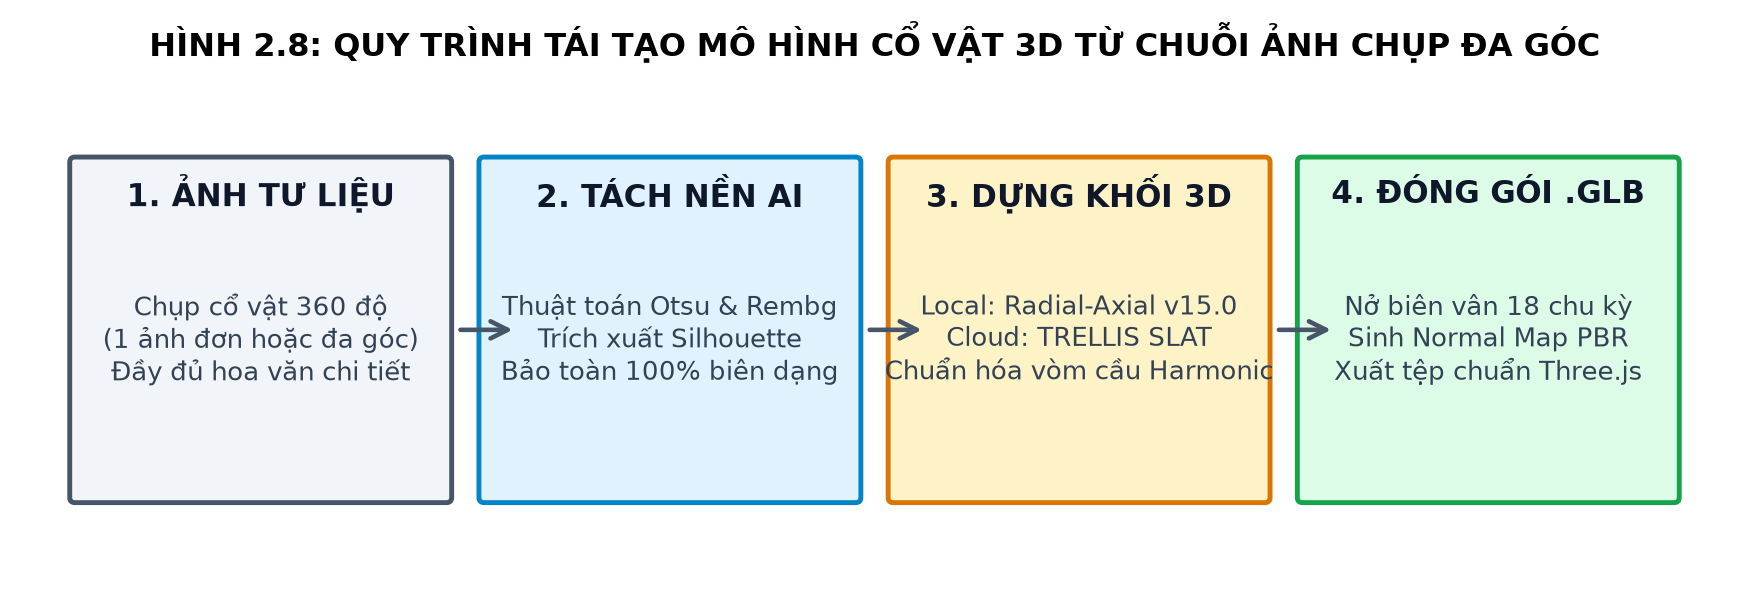 HÌNH 2.8: QUY TRÌNH TÁI TẠO MÔ HÌNH CỔ VẬT 3D TỪ CHUỖI ẢNH CHỤP ĐA GÓC
1. ẢNH TƯ LIỆU
Chụp cổ vật 360 độ
(1 ảnh đơn hoặc đa góc)
Đầy đủ hoa văn chi tiết
2. TÁCH NỀN AI
Thuật toán Otsu & Rembg
Trích xuất Silhouette
Bảo toàn 100% biên dạng
3. DỰNG KHỐI 3D
Local: Radial-Axial v15.0
Cloud: TRELLIS SLAT
Chuẩn hóa vòm cầu Harmonic
4. ĐÓNG GÓI .GLB
Nở biên vân 18 chu kỳ
Sinh Normal Map PBR
Xuất tệp chuẩn Three.js